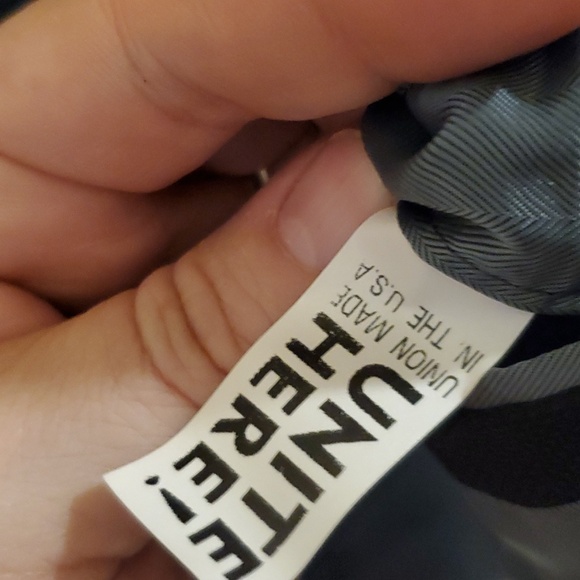 UNION MADE
IN. THE U.S.A
UNITE
HERE!